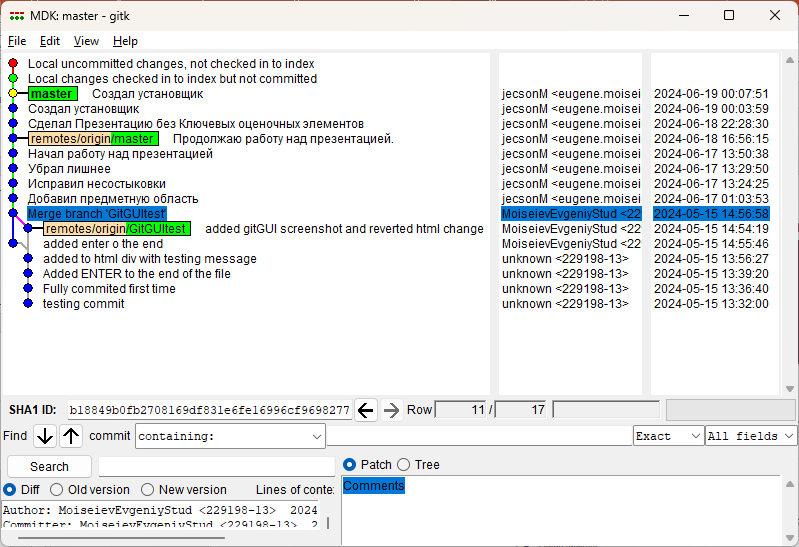 MDK: master - gitk
File Edit View Help
Local uncommitted changes, not checked in to index
Local changes checked in to index but not committed
master Создал установщик jecsonM <eugene.moisei 2024-06-19 00:07:51
Создал установщик jecsonM <eugene.moisei 2024-06-19 00:03:59
Сделал Презентацию без Ключевых оценочных элементов jecsonM <eugene.moisei 2024-06-18 22:28:30
remotes/origin/master Продолжаю работу над презентацией. jecsonM <eugene.moisei 2024-06-18 16:56:15
Начал работу над презентацией jecsonM <eugene.moisei 2024-06-17 13:50:38
Убрал лишнее jecsonM <eugene.moisei 2024-06-17 13:29:50
Исправил несостыковки jecsonM <eugene.moisei 2024-06-17 13:24:25
Добавил предметную область jecsonM <eugene.moisei 2024-06-17 01:03:53
Merge branch 'GitGUItest' MoiseievEvgeniyStud <22 2024-05-15 14:56:58
remotes/origin/GitGUItest added gitGUI screenshot and reverted html change MoiseievEvgeniyStud <22 2024-05-15 14:54:19
added enter o the end MoiseievEvgeniyStud <22 2024-05-15 14:55:46
added to html div with testing message unknown <229198-13> 2024-05-15 13:56:27
Added ENTER to the end of the file unknown <229198-13> 2024-05-15 13:39:20
Fully commited first time unknown <229198-13> 2024-05-15 13:36:40
testing commit unknown <229198-13> 2024-05-15 13:32:00
SHA1 ID: b18849b0fb2708169df831e6fe16996cf9698277 Row 11 / 17
Find commit containing: Exact All fields
Search Patch Tree
Diff Old version New version Lines of contex
Comments
Author: MoiseievEvgeniyStud <229198-13> 2024
Committer: MoiseievEvgeniyStud <229198-13> 2